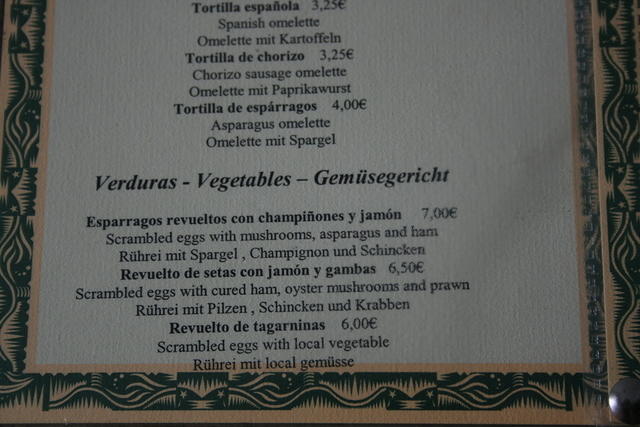 Tortilla española 3,25€
Spanish omelette
Omelette mit Kartoffeln
Tortilla de chorizo 3,25€
Chorizo sausage omelette
Omelette mit Paprikawurst
Tortilla de espárragos 4,00€
Asparagus omelette
Omelette mit Spargel
Verduras - Vegetables – Gemüsegericht
Esparragos revueltos con champiñones y jamón 7,00€
Scrambled eggs with mushrooms, asparagus and ham
Rührei mit Spargel , Champignon und Schincken
Revuelto de setas con jamón y gambas 6,50€
Scrambled eggs with cured ham, oyster mushrooms and prawn
Rührei mit Pilzen , Schincken und Krabben
Revuelto de tagarninas 6,00€
Scrambled eggs with local vegetable
Rührei mit local gemüsse